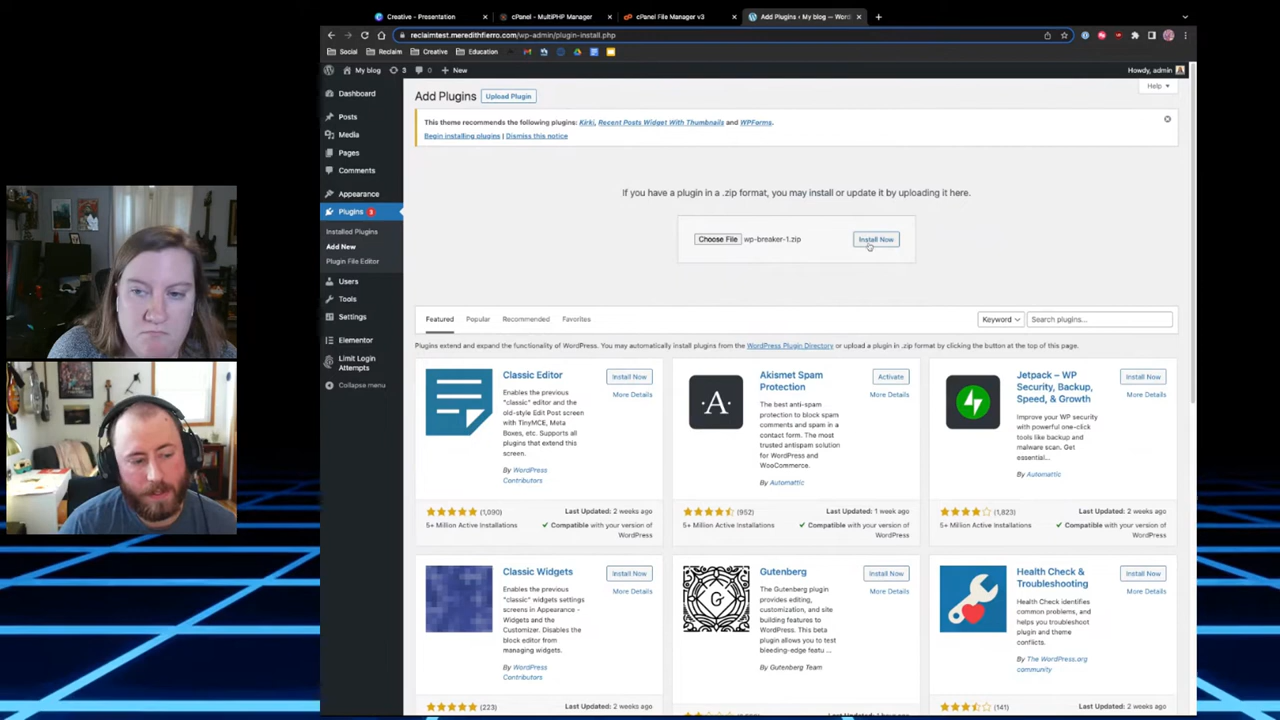 Creative - Presentation
cPanel - MultiPHP Manager
cPanel File Manager v3
Add Plugins ‹ My blog — Word
reclaimtest.meredithfierro.com/wp-admin/plugin-install.php
Social
Reclaim
Creative
Education
My blog
3
0
New
Howdy, admin
Dashboard
Posts
Media
Pages
Comments
Appearance
Plugins 3
Installed Plugins
Add New
Plugin File Editor
Users
Tools
Settings
Elementor
Limit Login
Attempts
Collapse menu
Add Plugins
Upload Plugin
Help
This theme recommends the following plugins: Kirki, Recent Posts Widget With Thumbnails and WPForms.
Begin installing plugins | Dismiss this notice
If you have a plugin in a .zip format, you may install or update it by uploading it here.
Choose File wp-breaker-1.zip
Install Now
Featured
Popular
Recommended
Favorites
Keyword
Search plugins...
Plugins extend and expand the functionality of WordPress. You may automatically install plugins from the WordPress Plugin Directory or upload a plugin in .zip format by clicking the button at the top of this page.
Classic Editor
Install Now
More Details
Enables the previous
"classic" editor and the
old-style Edit Post screen
with TinyMCE, Meta
Boxes, etc. Supports all
plugins that extend this
screen.
By WordPress
Contributors
(1,090)
Last Updated: 2 weeks ago
5+ Million Active Installations
Compatible with your version of
WordPress
Akismet Spam
Protection
Activate
More Details
The best anti-spam
protection to block spam
comments and spam in a
contact form. The most
trusted antispam solution
for WordPress and
WooCommerce.
By Automattic
(952)
Last Updated: 1 week ago
5+ Million Active Installations
Compatible with your version of
WordPress
Jetpack – WP
Security, Backup,
Speed, & Growth
Install Now
More Details
Improve your WP security
with powerful one-click
tools like backup and
malware scan. Get
essential...
By Automattic
(1,823)
Last Updated: 2 weeks ago
5+ Million Active Installations
Compatible with your version of
WordPress
Classic Widgets
Install Now
More Details
Enables the previous
"classic" widgets settings
screens in Appearance -
Widgets and the
Customizer. Disables the
block editor from
managing widgets.
By WordPress
Contributors
(223)
Last Updated: 2 weeks ago
Gutenberg
Install Now
More Details
The Gutenberg plugin
provides editing,
customization, and site
building features to
WordPress. This beta
plugin allows you to test
bleeding-edge featu...
By Gutenberg Team
Health Check &
Troubleshooting
Install Now
More Details
Health Check identifies
common problems, and
helps you troubleshoot
plugin and theme
conflicts.
By The WordPress.org
community
(141)
Last Updated: 2 weeks ago